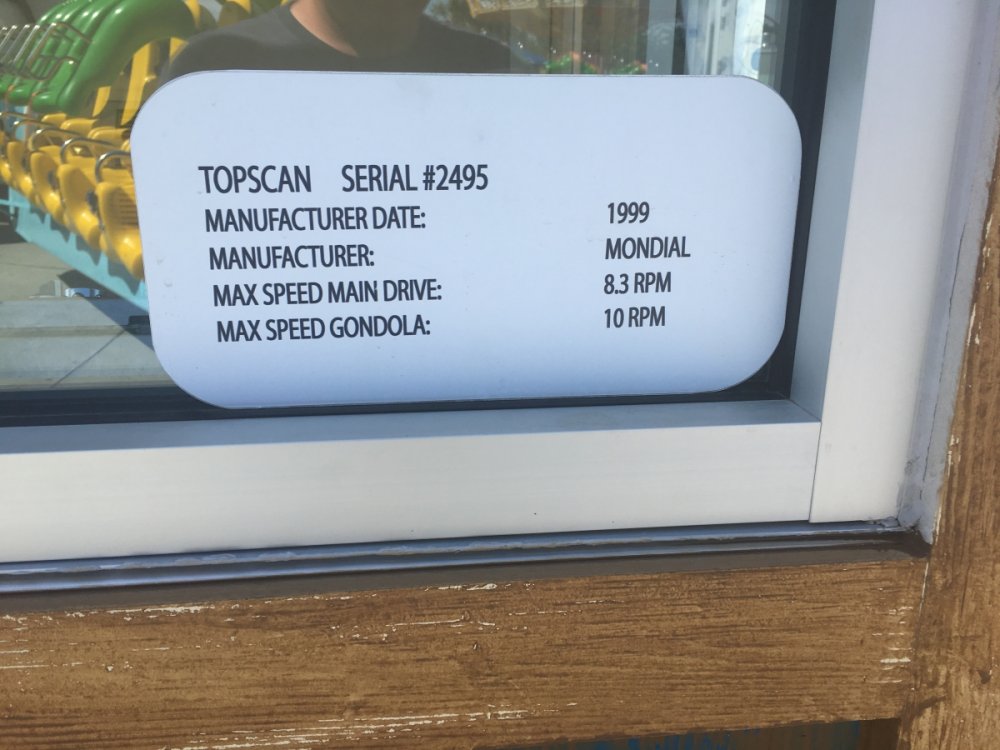 TOPSCAN SERIAL #2495
MANUFACTURER DATE: 1999
MANUFACTURER: MONDIAL
MAX SPEED MAIN DRIVE: 8.3 RPM
MAX SPEED GONDOLA: 10 RPM